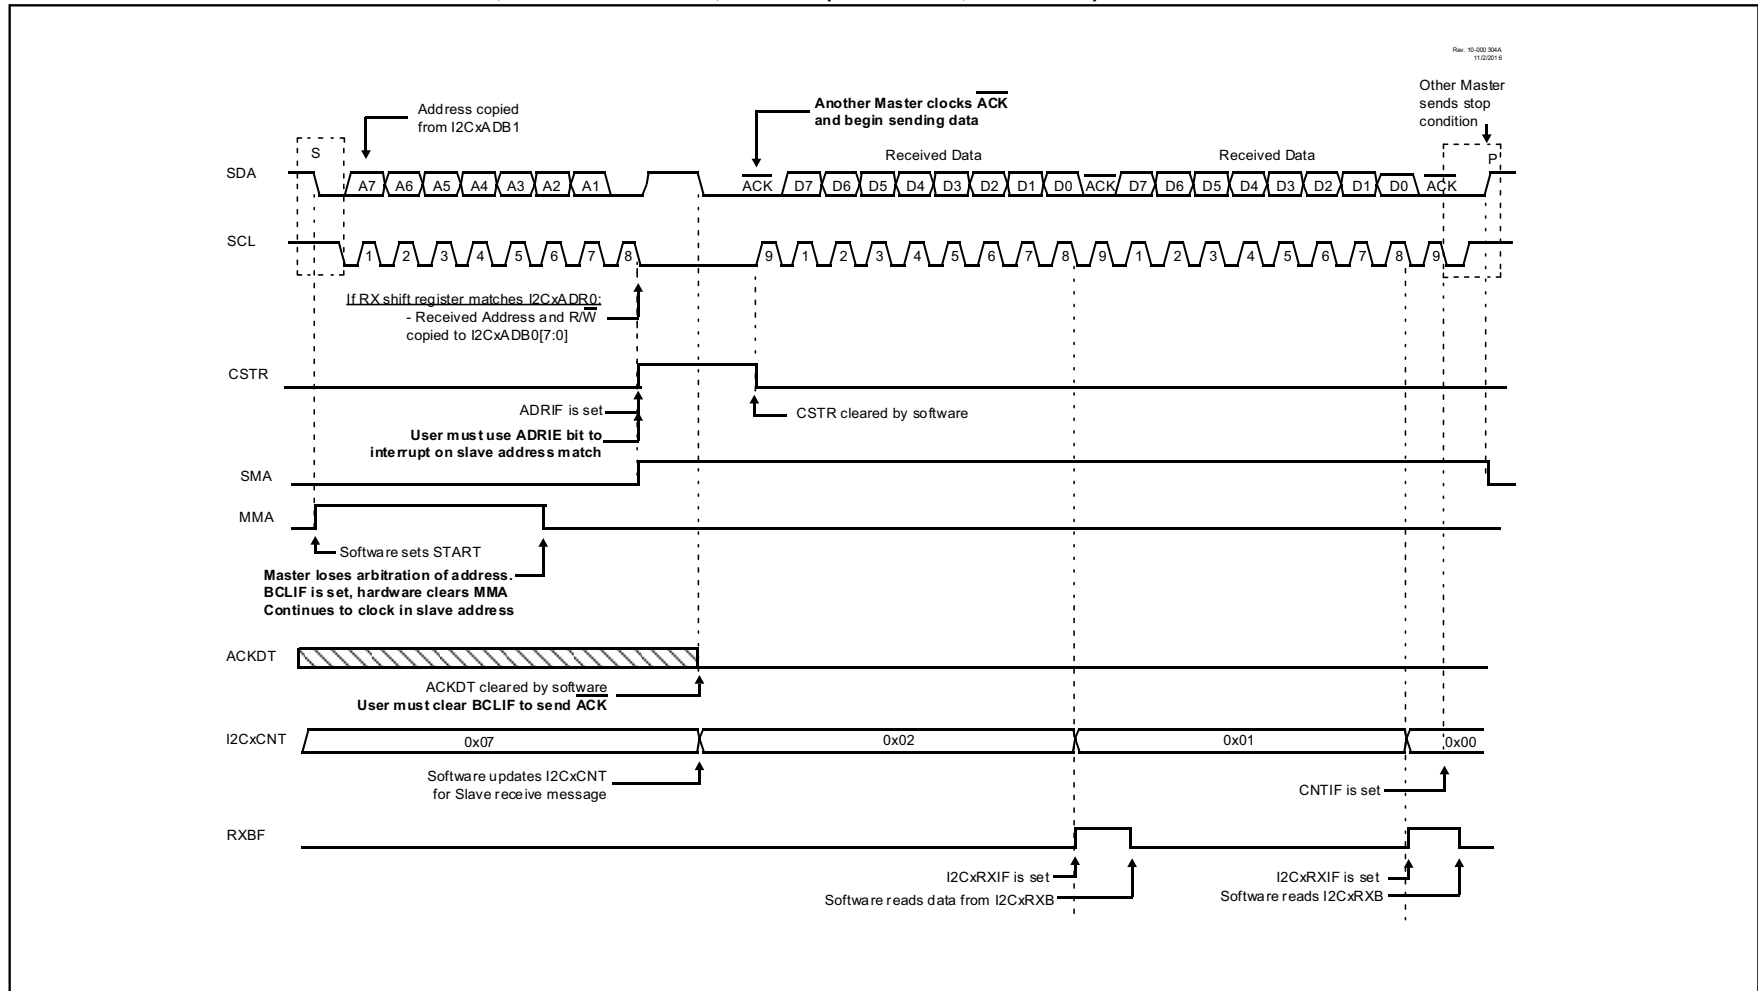 Rev. 10-000 304A
11/2/2016
Address copied
from I2CxADB1
Another Master clocks ACK
and begin sending data
Other Master
sends stop
condition
S
Received Data
Received Data
P
SDA
A7 A6 A5 A4 A3 A2 A1 ACK D7 D6 D5 D4 D3 D2 D1 D0 ACK D7 D6 D5 D4 D3 D2 D1 D0 ACK
SCL
1 2 3 4 5 6 7 8 9 1 2 3 4 5 6 7 8 9 1 2 3 4 5 6 7 8 9
If RX shift register matches I2CxADR0:
- Received Address and R/W
copied to I2CxADB0[7:0]
CSTR
ADRIF is set
CSTR cleared by software
User must use ADRIE bit to
interrupt on slave address match
SMA
MMA
Software sets START
Master loses arbitration of address.
BCLIF is set, hardware clears MMA
Continues to clock in slave address
ACKDT
ACKDT cleared by software
User must clear BCLIF to send ACK
I2CxCNT
0x07 0x02 0x01 0x00
Software updates I2CxCNT
for Slave receive message
CNTIF is set
RXBF
I2CxRXIF is set
Software reads data from I2CxRXB
I2CxRXIF is set
Software reads I2CxRXB